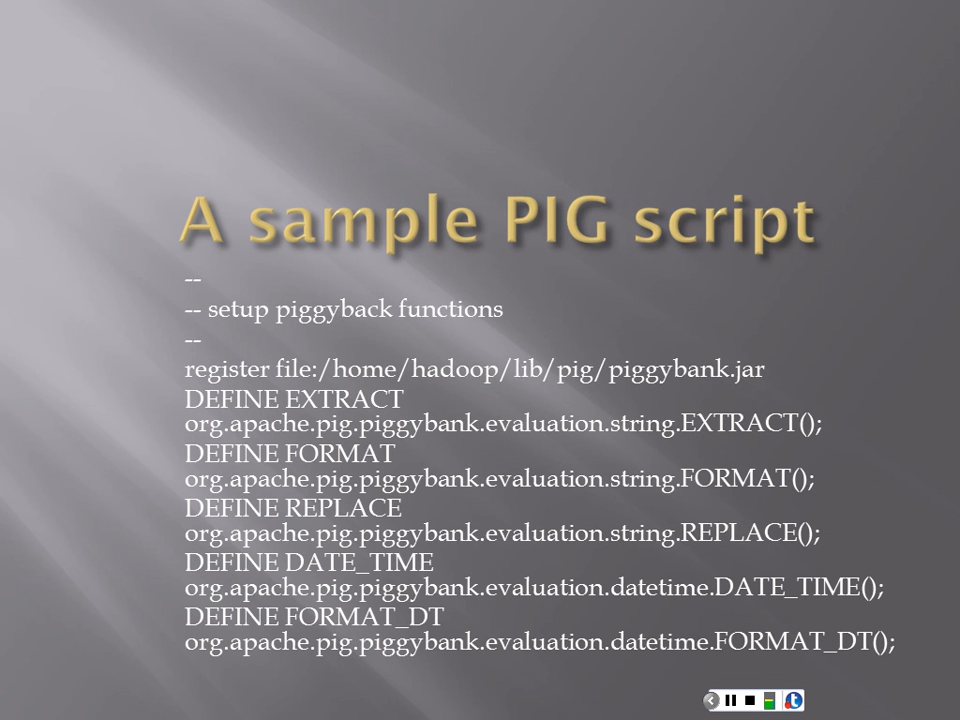 A sample PIG script
--
-- setup piggyback functions
--
register file:/home/hadoop/lib/pig/piggybank.jar
DEFINE EXTRACT
org.apache.pig.piggybank.evaluation.string.EXTRACT();
DEFINE FORMAT
org.apache.pig.piggybank.evaluation.string.FORMAT();
DEFINE REPLACE
org.apache.pig.piggybank.evaluation.string.REPLACE();
DEFINE DATE_TIME
org.apache.pig.piggybank.evaluation.datetime.DATE_TIME();
DEFINE FORMAT_DT
org.apache.pig.piggybank.evaluation.datetime.FORMAT_DT();